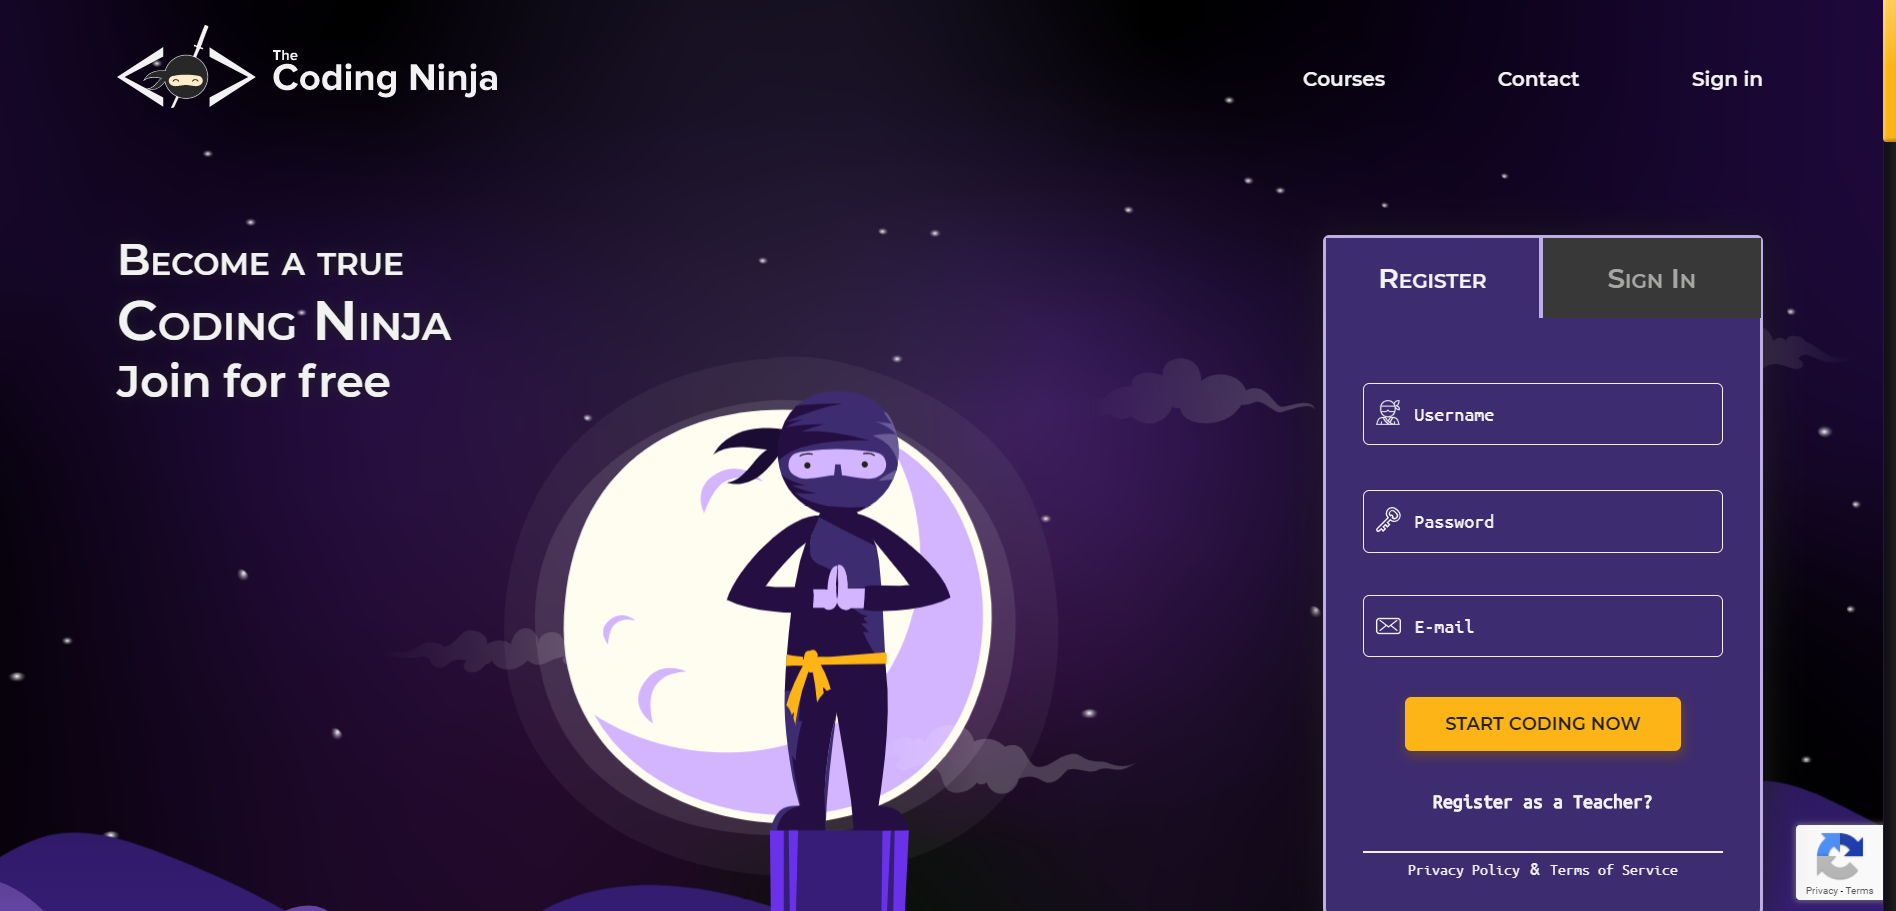 The
Coding Ninja
Courses
Contact
Sign in
Become a true
Coding Ninja
Join for free
Register
Sign In
Username
Password
E-mail
START CODING NOW
Register as a Teacher?
Privacy Policy & Terms of Service
Privacy - Terms